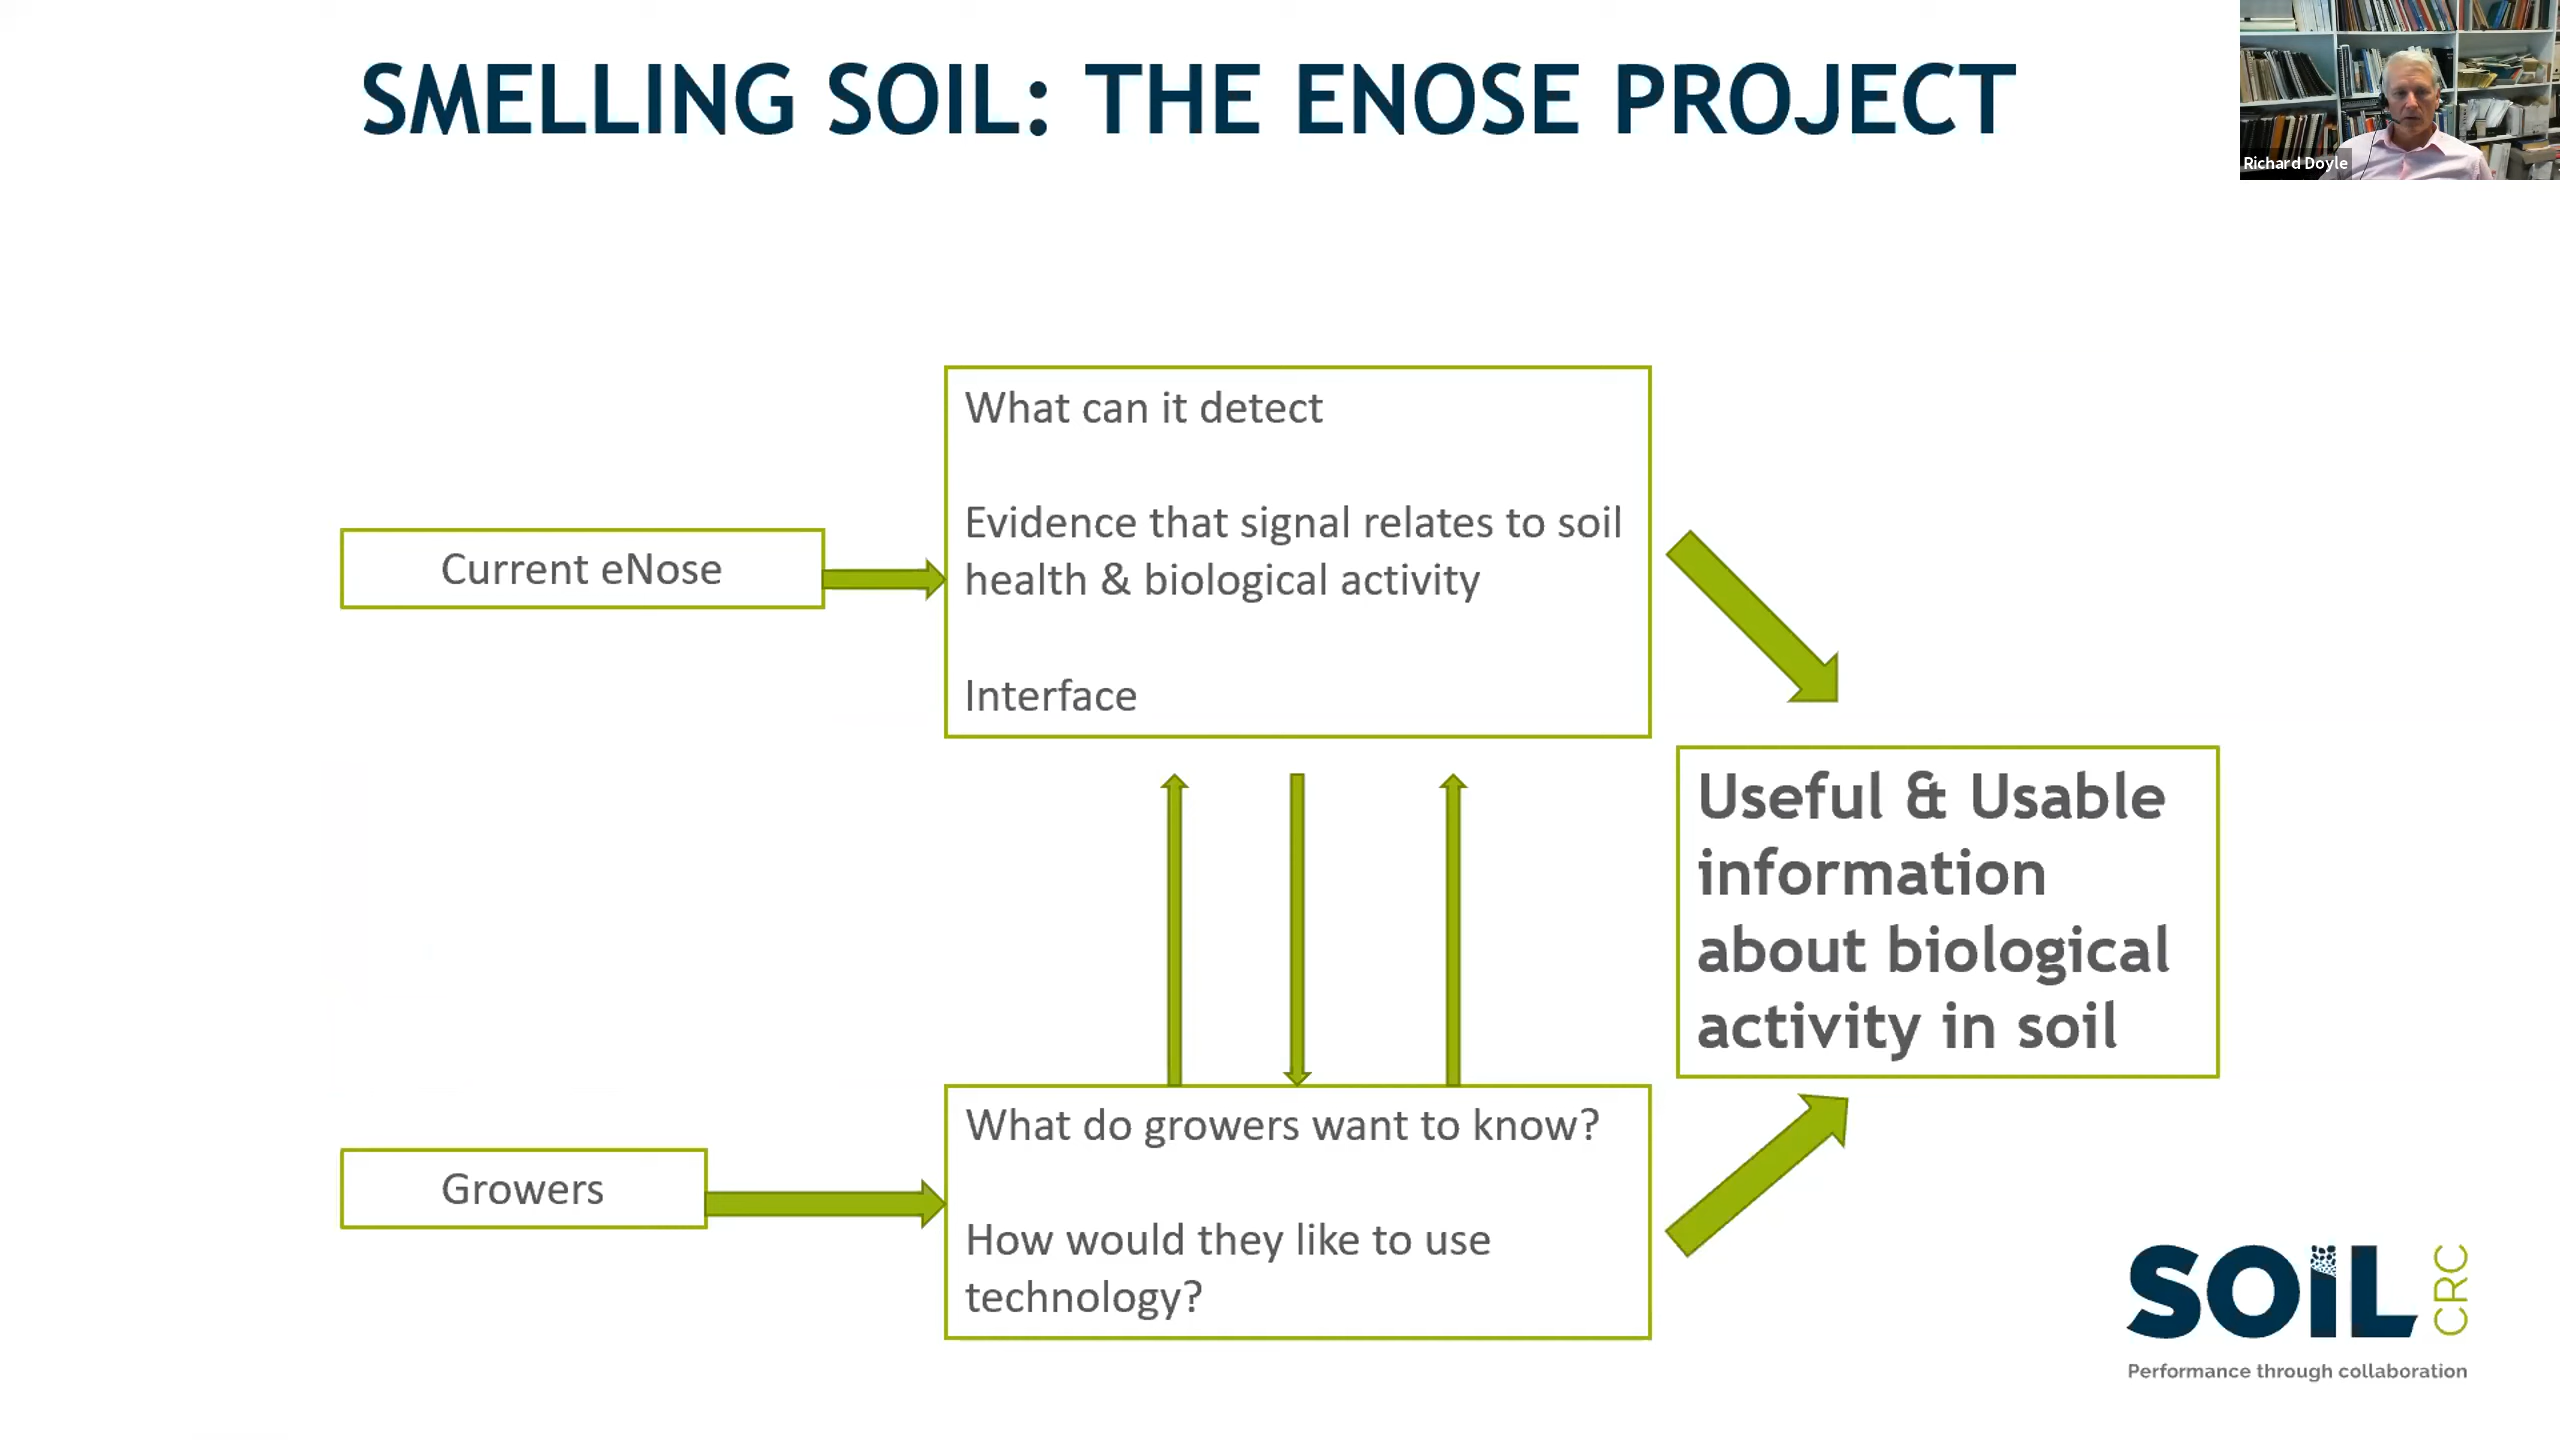 SMELLING SOIL: THE ENOSE PROJECT
Richard Doyle
What can it detect
Evidence that signal relates to soil
health & biological activity
Interface
Current eNose
Useful & Usable
information
about biological
activity in soil
What do growers want to know?
How would they like to use
technology?
Growers
SOIL CRC
Performance through collaboration